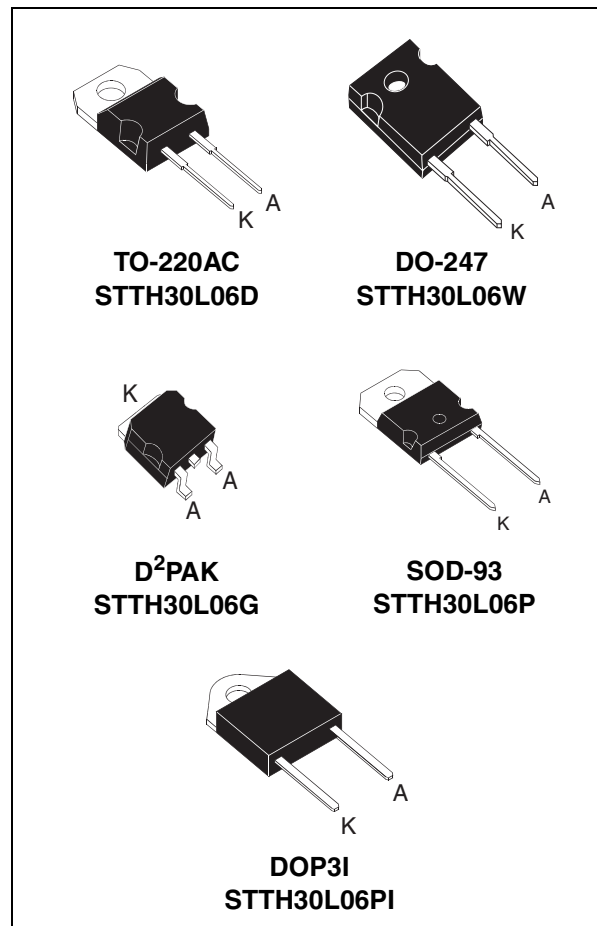 K
A
TO-220AC
STTH30L06D
K
A
DO-247
STTH30L06W
K
A
A
D²PAK
STTH30L06G
K
A
SOD-93
STTH30L06P
K
A
DOP3I
STTH30L06PI